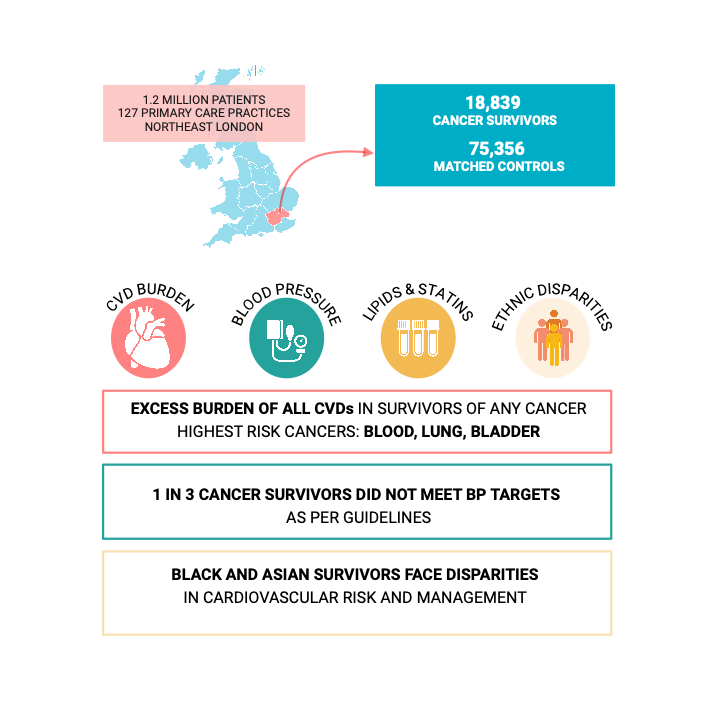 1.2 MILLION PATIENTS
127 PRIMARY CARE PRACTICES
NORTHEAST LONDON
18,839
CANCER SURVIVORS
75,356
MATCHED CONTROLS
CVD BURDEN
BLOOD PRESSURE
LIPIDS & STATINS
ETHNIC DISPARITIES
EXCESS BURDEN OF ALL CVDs IN SURVIVORS OF ANY CANCER
HIGHEST RISK CANCERS: BLOOD, LUNG, BLADDER
1 IN 3 CANCER SURVIVORS DID NOT MEET BP TARGETS
AS PER GUIDELINES
BLACK AND ASIAN SURVIVORS FACE DISPARITIES
IN CARDIOVASCULAR RISK AND MANAGEMENT